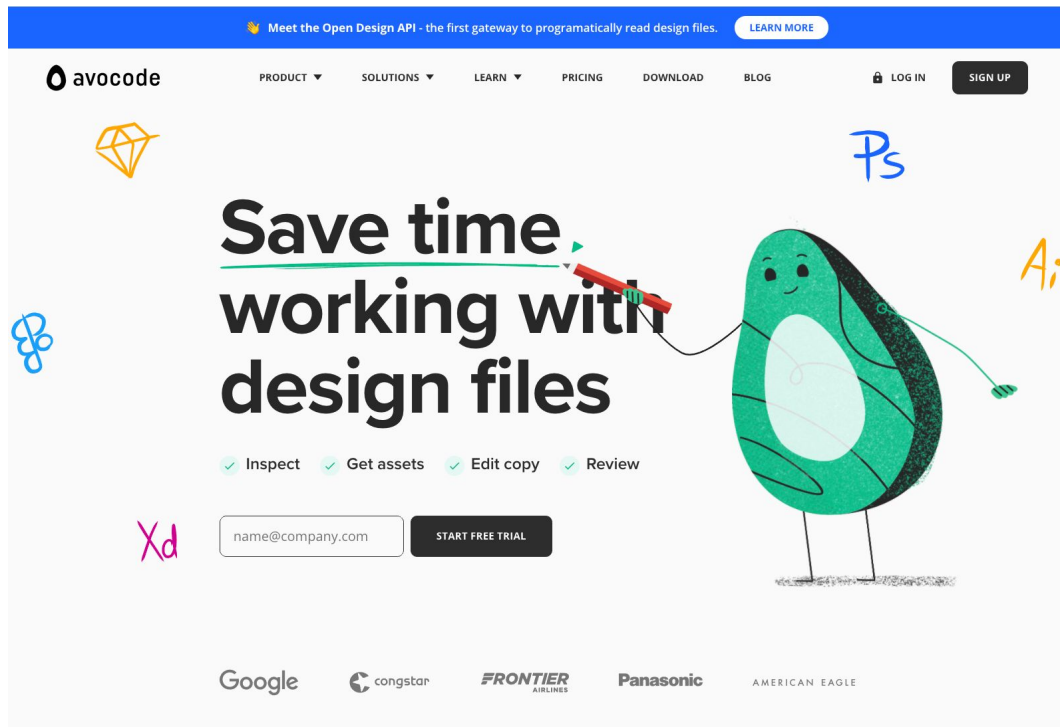 👋 Meet the Open Design API - the first gateway to programatically read design files. LEARN MORE
avocode PRODUCT ▼ SOLUTIONS ▼ LEARN ▼ PRICING DOWNLOAD BLOG LOG IN SIGN UP
Ps
Save time
Ai
working with
design files
✓ Inspect ✓ Get assets ✓ Edit copy ✓ Review
Xd
name@company.com START FREE TRIAL
Google congstar FRONTIER AIRLINES Panasonic AMERICAN EAGLE